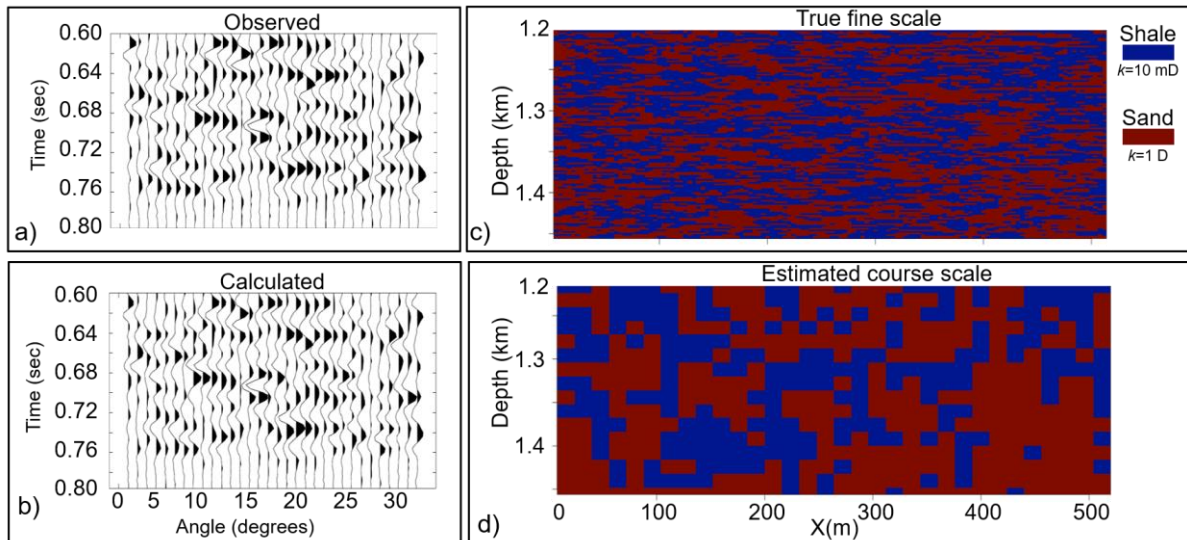 Observed
0.60
0.64
0.68
0.72
0.76
0.80
Time (sec)
a)
True fine scale
1.2
1.3
1.4
Depth (km)
c)
Shale
k=10 mD
Sand
k=1 D
Calculated
0.60
0.64
0.68
0.72
0.76
0.80
Time (sec)
0 5 10 15 20 25 30
Angle (degrees)
b)
Estimated course scale
1.2
1.3
1.4
Depth (km)
0 100 200 300 400 500
X(m)
d)